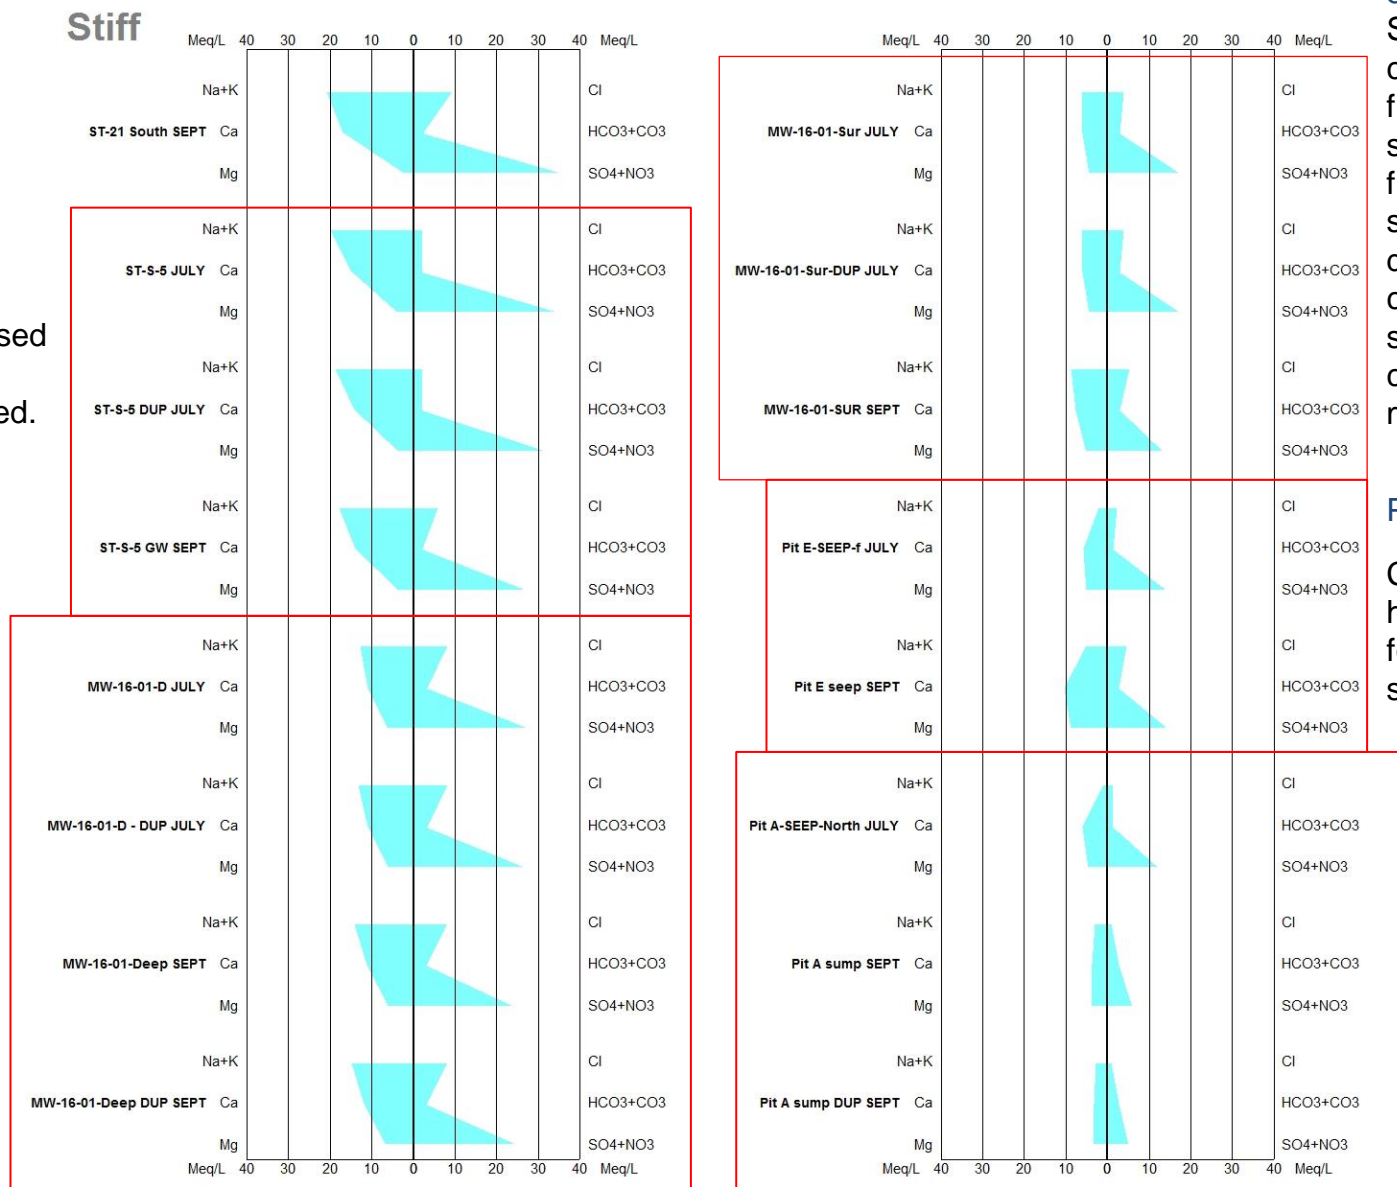 Stiff
Meq/L 40 30 20 10 0 10 20 30 40 Meq/L
Na+K Cl
ST-21 South SEPT Ca HCO3+CO3
Mg SO4+NO3
Na+K Cl
ST-S-5 JULY Ca HCO3+CO3
Mg SO4+NO3
Na+K Cl
ST-S-5 DUP JULY Ca HCO3+CO3
Mg SO4+NO3
Na+K Cl
ST-S-5 GW SEPT Ca HCO3+CO3
Mg SO4+NO3
Na+K Cl
MW-16-01-D JULY Ca HCO3+CO3
Mg SO4+NO3
Na+K Cl
MW-16-01-D - DUP JULY Ca HCO3+CO3
Mg SO4+NO3
Na+K Cl
MW-16-01-Deep SEPT Ca HCO3+CO3
Mg SO4+NO3
Na+K Cl
MW-16-01-Deep DUP SEPT Ca HCO3+CO3
Mg SO4+NO3
Meq/L 40 30 20 10 0 10 20 30 40 Meq/L
Meq/L 40 30 20 10 0 10 20 30 40 Meq/L
Na+K Cl
MW-16-01-Sur JULY Ca HCO3+CO3
Mg SO4+NO3
Na+K Cl
MW-16-01-Sur-DUP JULY Ca HCO3+CO3
Mg SO4+NO3
Na+K Cl
MW-16-01-SUR SEPT Ca HCO3+CO3
Mg SO4+NO3
Na+K Cl
Pit E-SEEP-f JULY Ca HCO3+CO3
Mg SO4+NO3
Na+K Cl
Pit E seep SEPT Ca HCO3+CO3
Mg SO4+NO3
Na+K Cl
Pit A-SEEP-North JULY Ca HCO3+CO3
Mg SO4+NO3
Na+K Cl
Pit A sump SEPT Ca HCO3+CO3
Mg SO4+NO3
Na+K Cl
Pit A sump DUP SEPT Ca HCO3+CO3
Mg SO4+NO3
Meq/L 40 30 20 10 0 10 20 30 40 Meq/L
sed
ed.